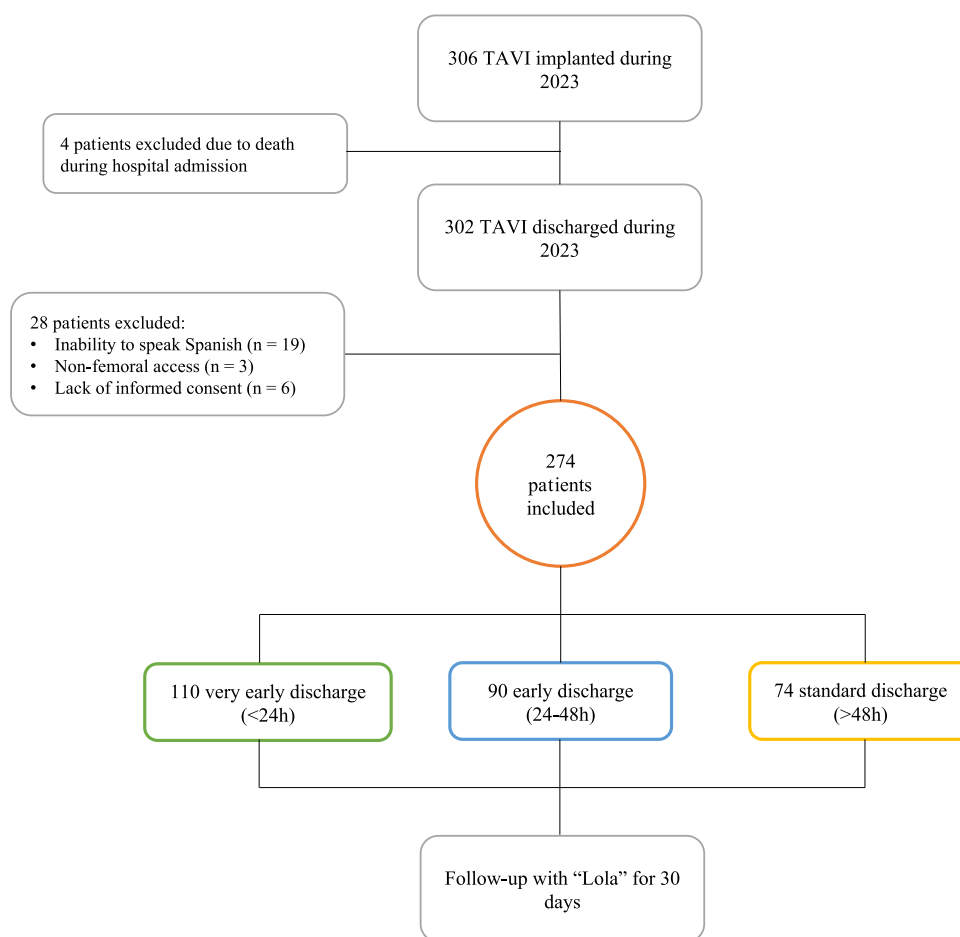 306 TAVI implanted during
2023
4 patients excluded due to death
during hospital admission
302 TAVI discharged during
2023
28 patients excluded:
• Inability to speak Spanish (n = 19)
• Non-femoral access (n = 3)
• Lack of informed consent (n = 6)
274
patients
included
110 very early discharge
(<24h)
90 early discharge
(24-48h)
74 standard discharge
(>48h)
Follow-up with “Lola” for 30
days